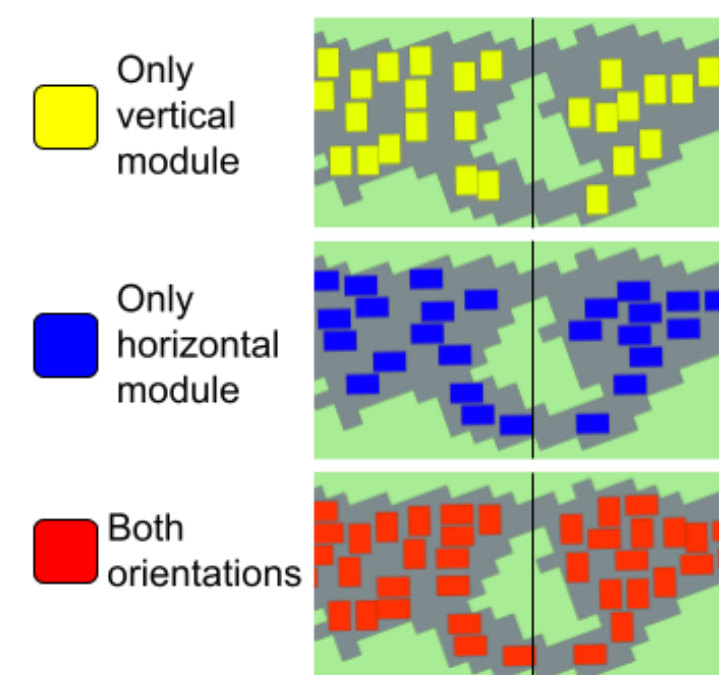 Only
vertical
module
Only
horizontal
module
Both
orientations